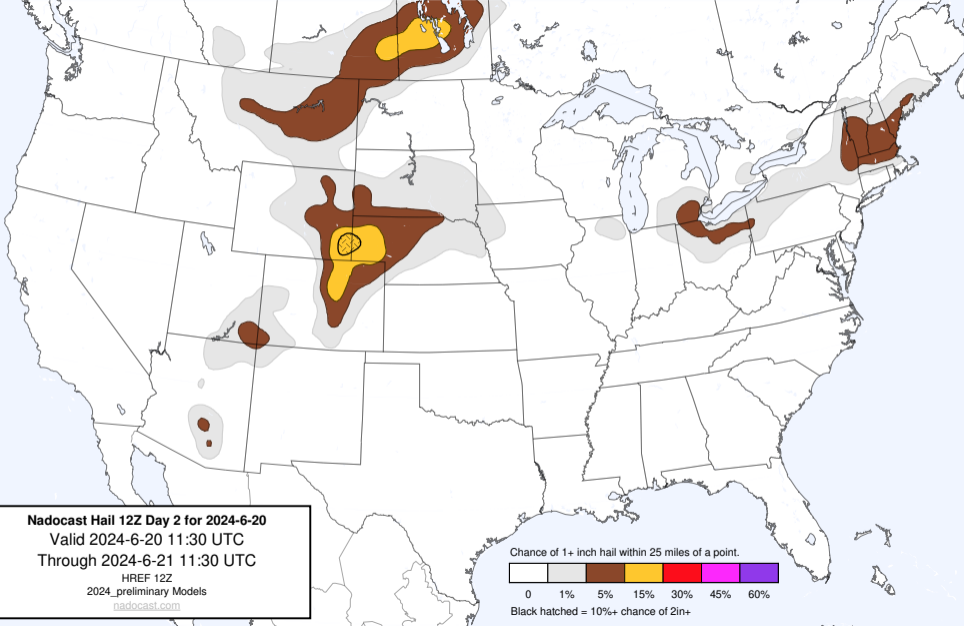 Nadocast Hail 12Z Day 2 for 2024-6-20
Valid 2024-6-20 11:30 UTC
Through 2024-6-21 11:30 UTC
HREF 12Z
2024_preliminary Models
nadocast.com
Chance of 1+ inch hail within 25 miles of a point.
0 1% 5% 15% 30% 45% 60%
Black hatched = 10%+ chance of 2in+